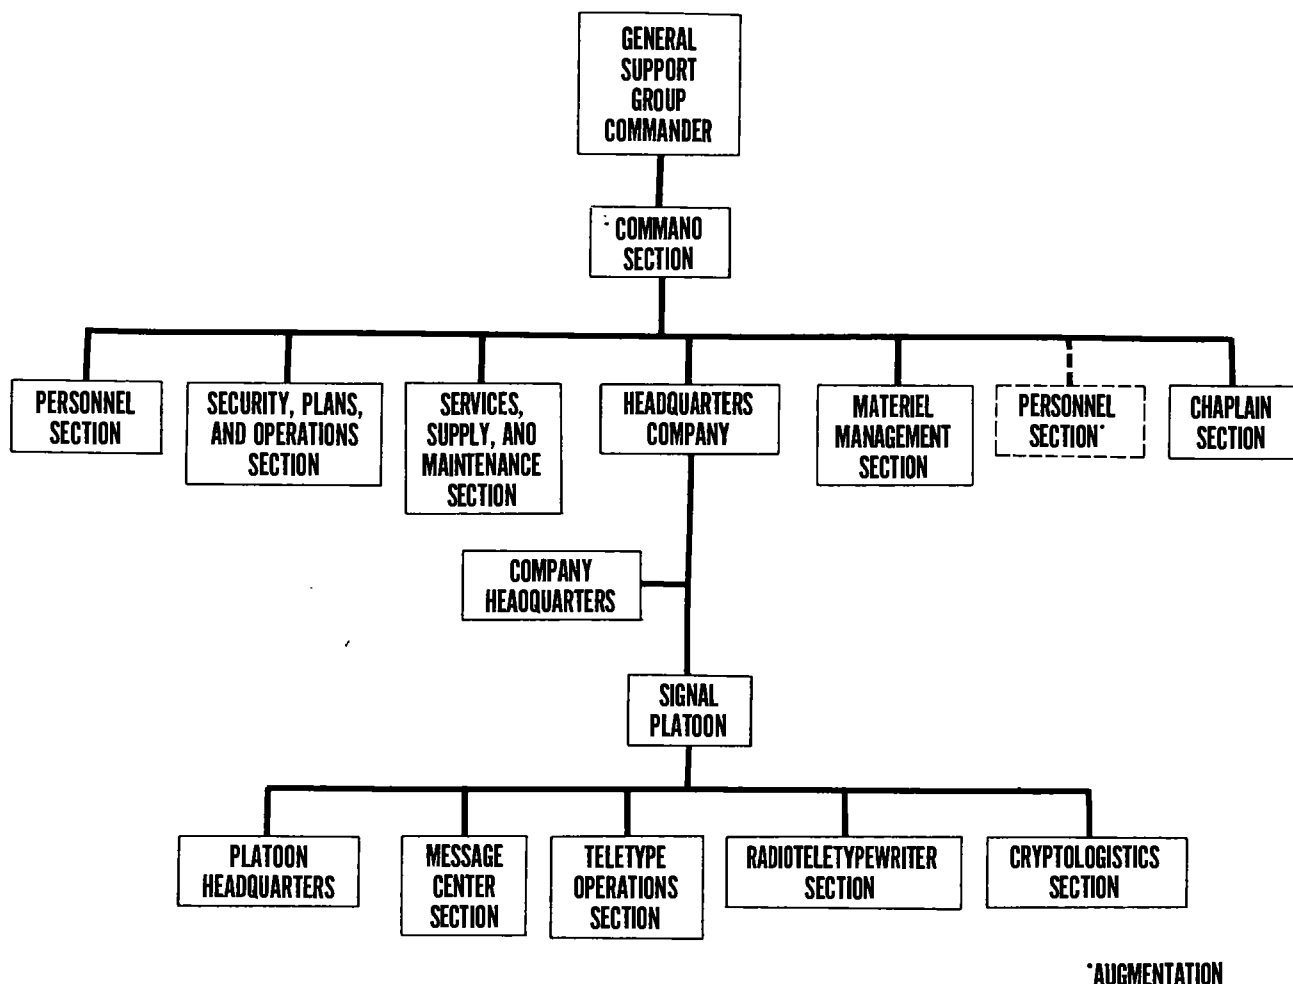 GENERAL
SUPPORT
GROUP
COMMANDER
COMMANO
SECTION
PERSONNEL
SECTION
SECURITY, PLANS,
AND OPERATIONS
SECTION
SERVICES,
SUPPLY, ANO
MAINTENANCE
SECTION
HEADQUARTERS
COMPANY
MATERIEL
MANAGEMENT
SECTION
PERSONNEL
SECTION*
CHAPLAIN
SECTION
COMPANY
HEAOQUARTERS
SIGNAL
PLATOON
PLATOON
HEADQUARTERS
MESSAGE
CENTER
SECTION
TELETYPE
OPERATIONS
SECTION
RADIOTELETYPEWRITER
SECTION
CRYPTOLOGISTICS
SECTION
*AUGMENTATION